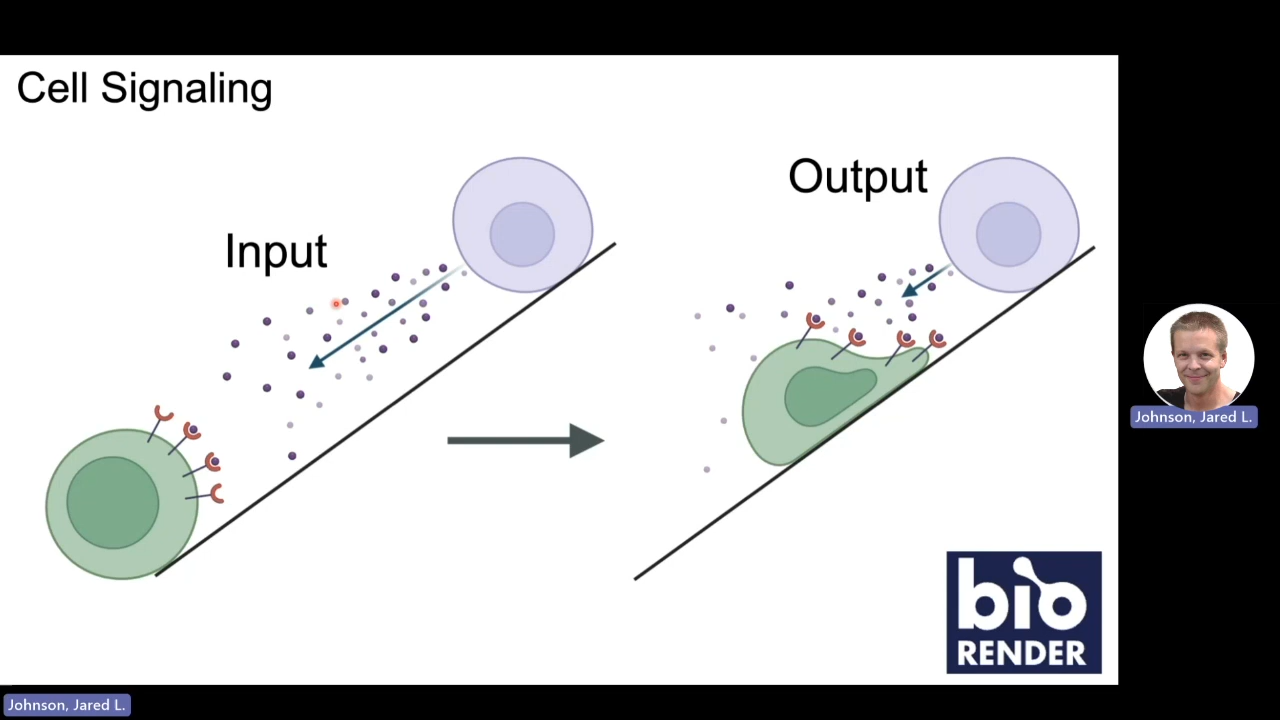 Cell Signaling
Input
Output
bio
RENDER
Johnson, Jared L.
Johnson, Jared L.